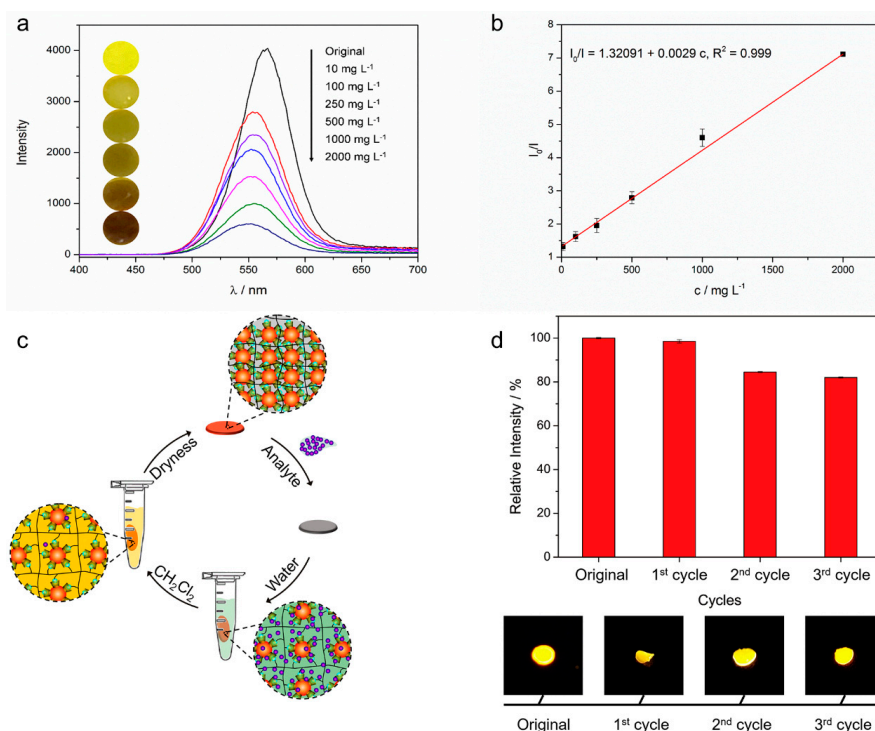 a
Intensity
4000
3000
2000
1000
0
400
450
500
550
600
650
700
λ / nm
Original
10 mg L⁻¹
100 mg L⁻¹
250 mg L⁻¹
500 mg L⁻¹
1000 mg L⁻¹
2000 mg L⁻¹
b
I₀/I = 1.32091 + 0.0029 c, R² = 0.999
I₀/I
8
7
6
5
4
3
2
1
0
500
1000
1500
2000
c / mg L⁻¹
c
Dryness
Analyte
Water
CH₂Cl₂
d
Relative Intensity / %
100
80
60
40
20
0
Original
1st cycle
2nd cycle
3rd cycle
Cycles
Original
1st cycle
2nd cycle
3rd cycle